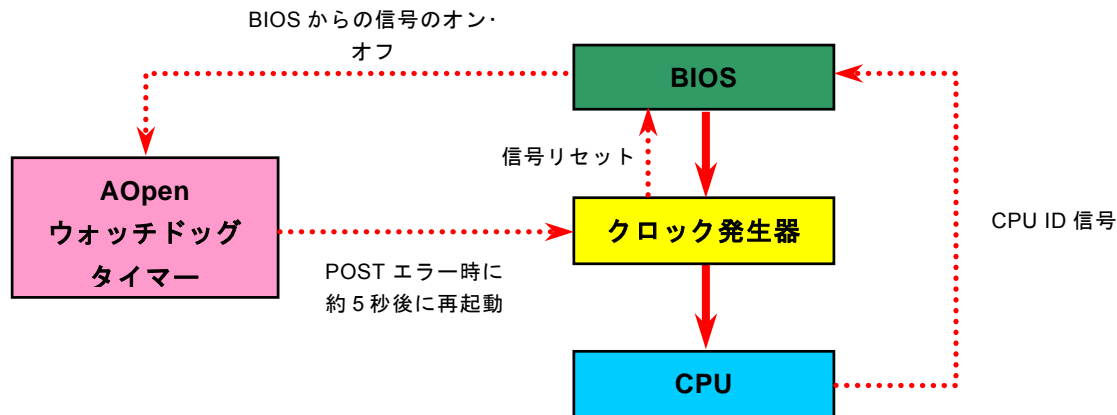 BIOS からの信号のオン・
オフ
BIOS
信号リセット
AOpen
ウォッチドッグ
タイマー
クロック発生器
CPU ID 信号
POST エラー時に
約 5 秒後に再起動
CPU